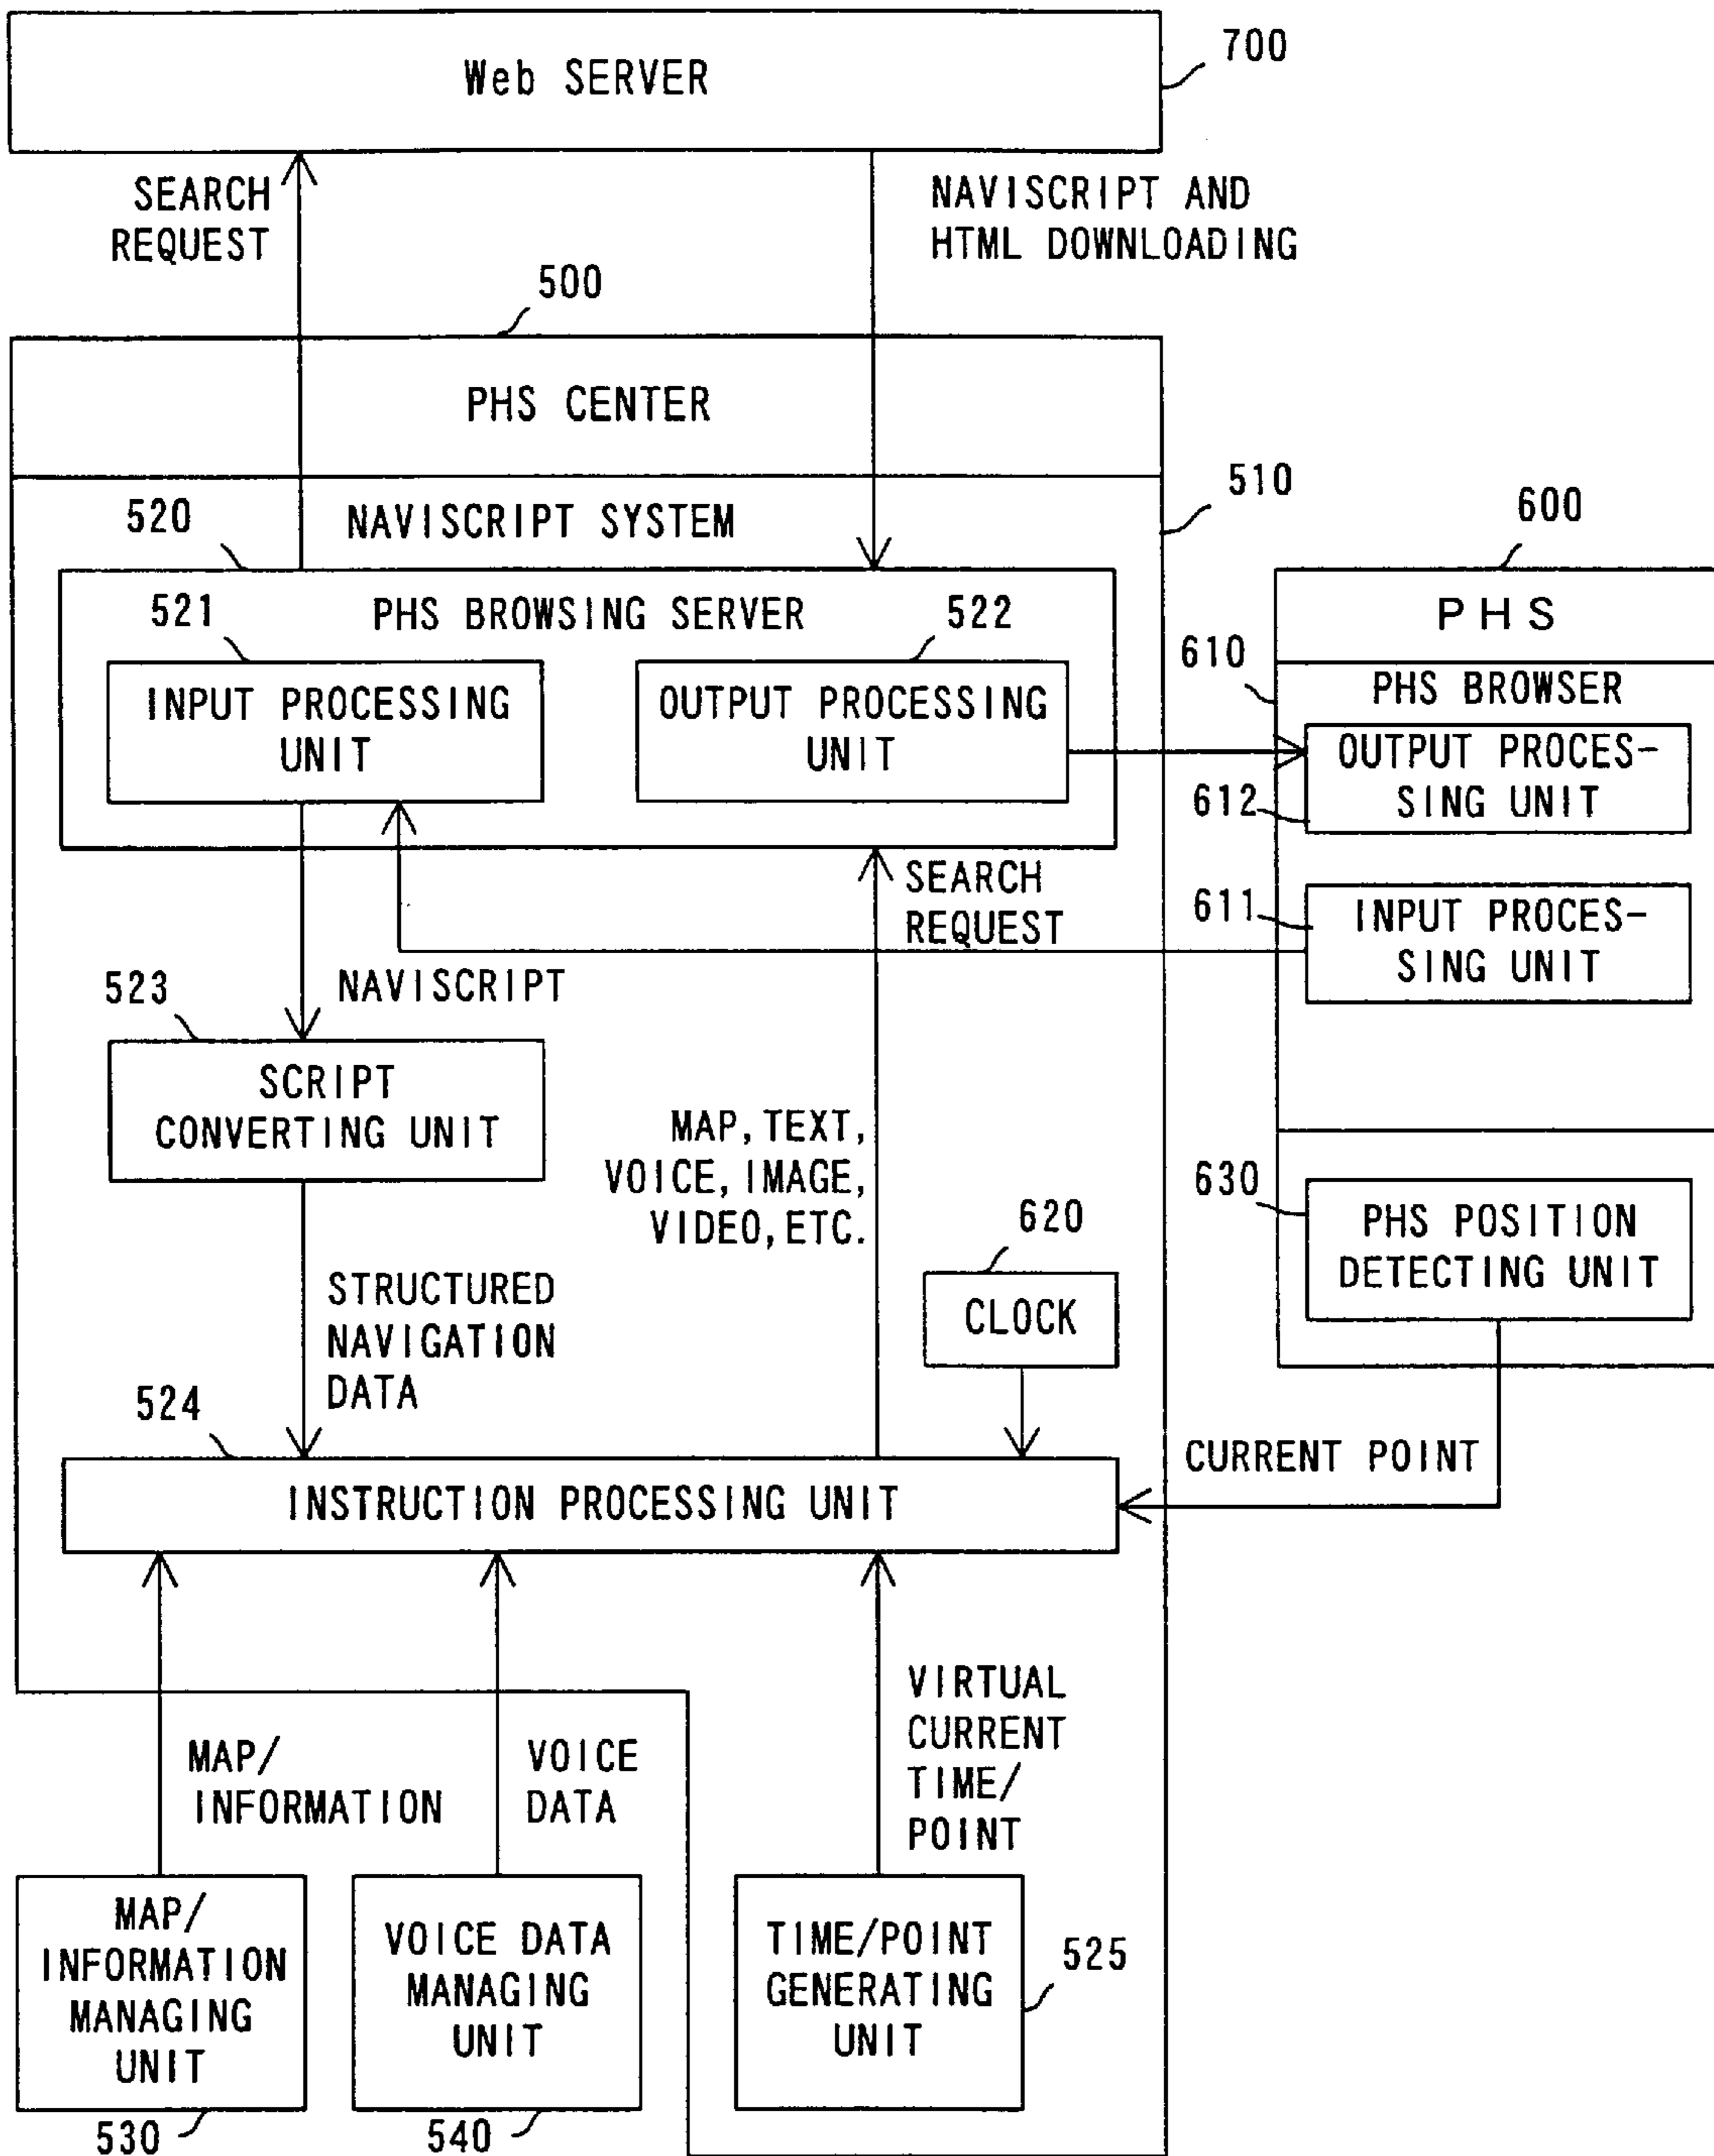 700
Web SERVER
SEARCH
REQUEST
NAVISCRIPT AND
HTML DOWNLOADING
500
PHS CENTER
510
520
NAVISCRIPT SYSTEM
600
521
PHS BROWSING SERVER
522
PHS
610
PHS BROWSER
INPUT PROCESSING
UNIT
OUTPUT PROCESSING
UNIT
OUTPUT PROCES-
SING UNIT
612
SEARCH
REQUEST
611
INPUT PROCES-
SING UNIT
523
NAVISCRIPT
SCRIPT
CONVERTING UNIT
MAP, TEXT,
VOICE, IMAGE,
VIDEO, ETC.
630
PHS POSITION
DETECTING UNIT
620
CLOCK
STRUCTURED
NAVIGATION
DATA
524
CURRENT POINT
INSTRUCTION PROCESSING UNIT
MAP/
INFORMATION
VOICE
DATA
VIRTUAL
CURRENT
TIME/
POINT
MAP/
INFORMATION
MANAGING
UNIT
VOICE DATA
MANAGING
UNIT
TIME/POINT
GENERATING
UNIT
525
530
540